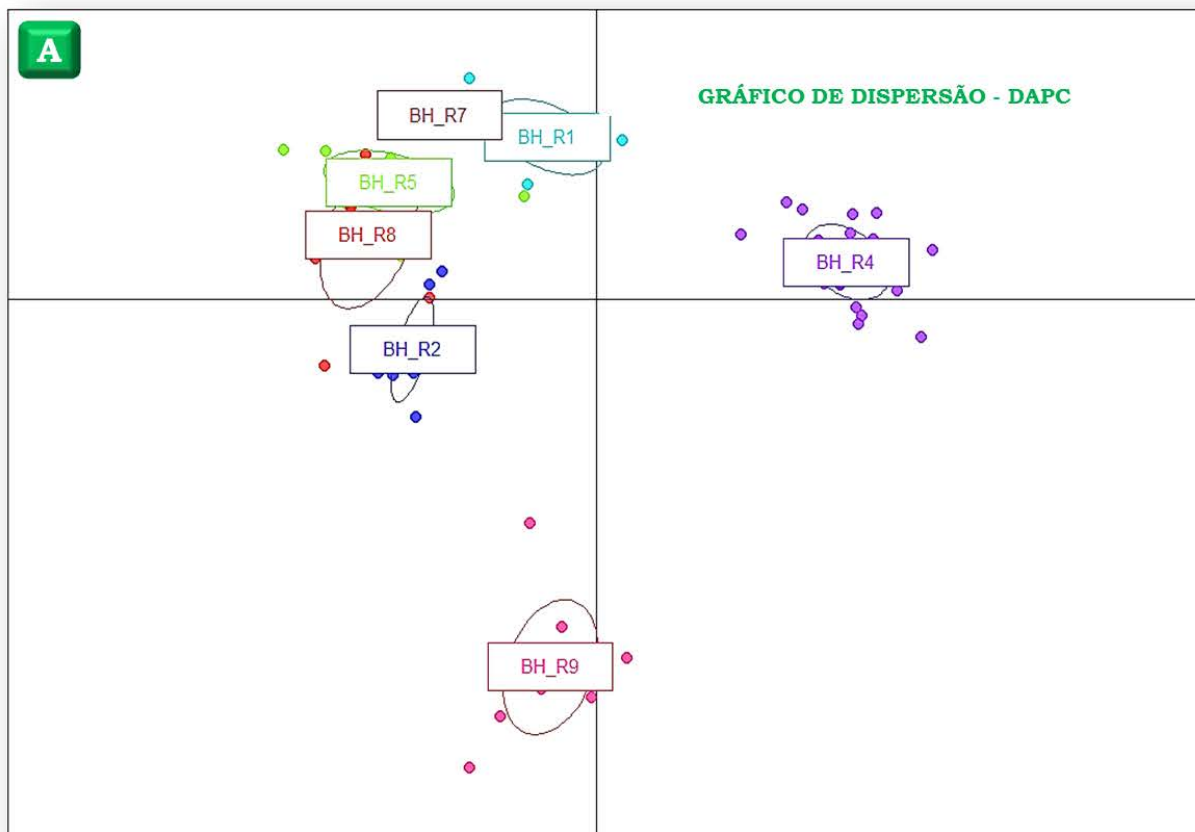 A
GRÁFICO DE DISPERSÃO - DAPC
BH_R7
BH_R1
BH_R5
BH_R8
BH_R4
BH_R2
BH_R9